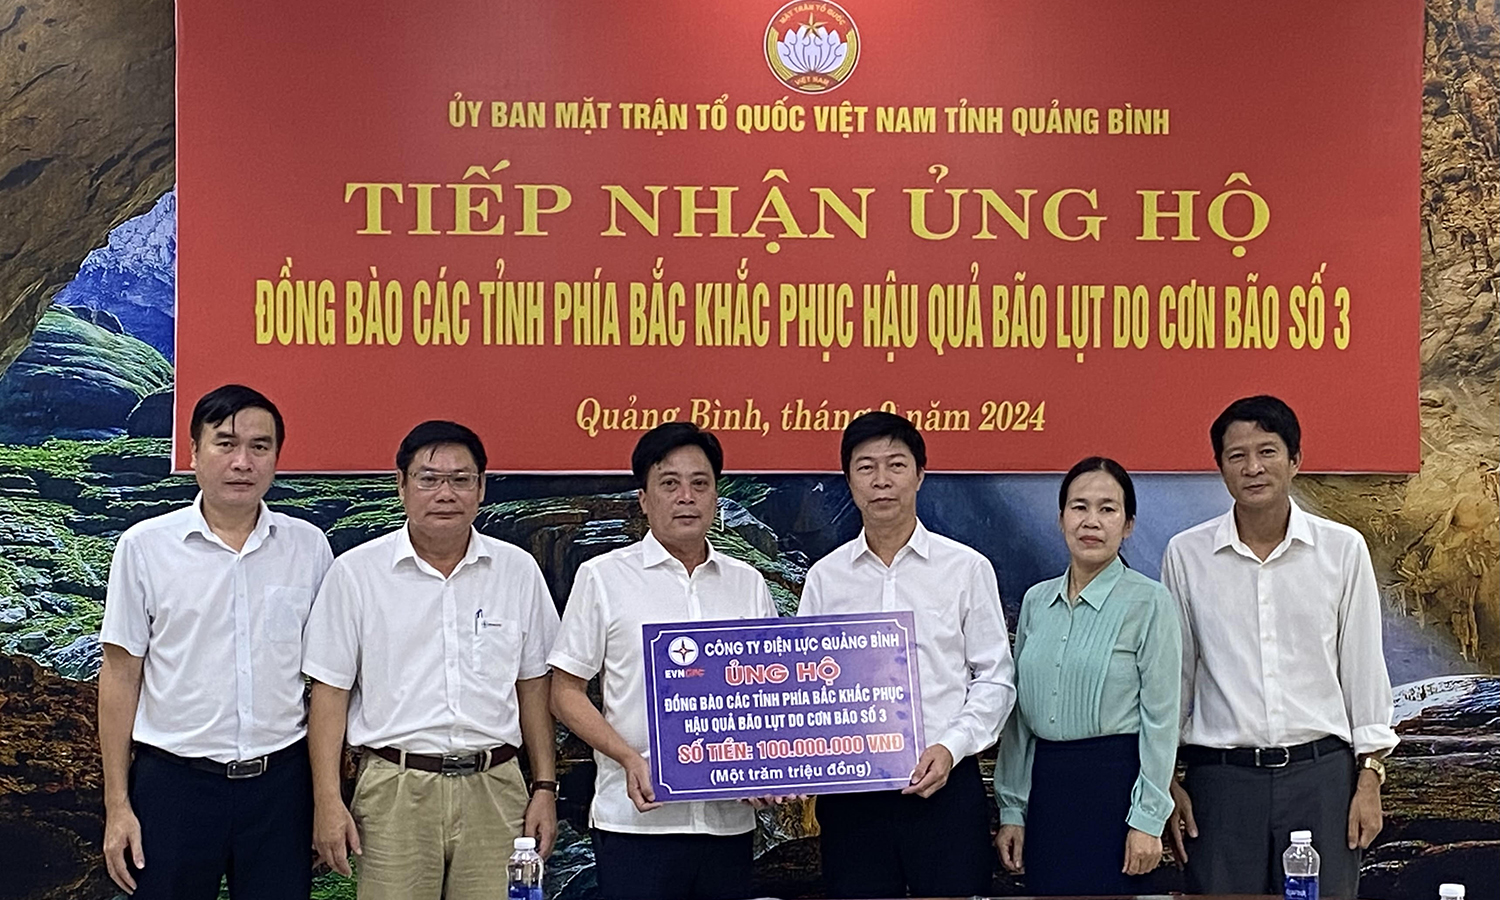 MẶT TRẬN TỔ QUỐC
VIỆT NAM
ỦY BAN MẶT TRẬN TỔ QUỐC VIỆT NAM TỈNH QUẢNG BÌNH
TIẾP NHẬN ỦNG HỘ
ĐỒNG BÀO CÁC TỈNH PHÍA BẮC KHẮC PHỤC HẬU QUẢ BÃO LỤT DO CƠN BÃO SỐ 3
Quảng Bình, tháng 9 năm 2024
CÔNG TY ĐIỆN LỰC QUẢNG BÌNH
EVNCPC
ỦNG HỘ
ĐỒNG BÀO CÁC TỈNH PHÍA BẮC KHẮC PHỤC
HẬU QUẢ BÃO LỤT DO CƠN BÃO SỐ 3
SỐ TIỀN: 100.000.000 VNĐ
(Một trăm triệu đồng)